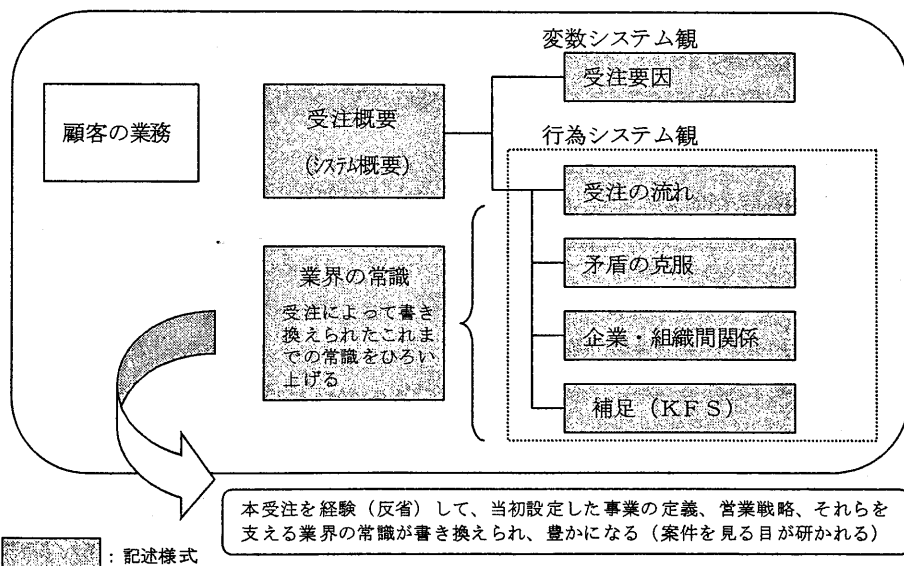 変数システム観
受注要因
顧客の業務
受注概要
(システム概要)
行為システム観
受注の流れ
矛盾の克服
企業・組織間関係
補足（ＫＦＳ）
業界の常識
受注によって書き
換えられたこれま
での常識をひろい
上げる
本受注を経験（反省）して、当初設定した事業の定義、営業戦略、それらを
支える業界の常識が書き換えられ、豊かになる（案件を見る目が研かれる）
：記述様式